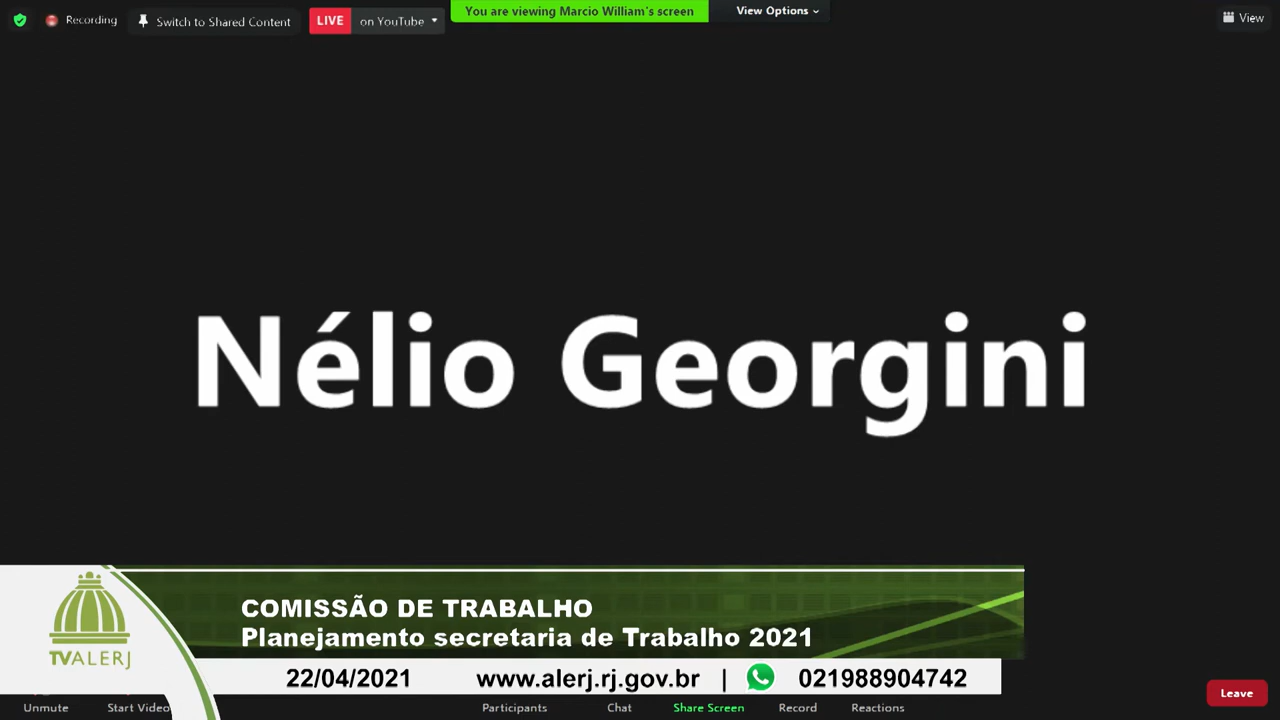 Recording
Switch to Shared Content
LIVE on YouTube
You are viewing Marcio William's screen
View Options
View
Nélio Georgini
COMISSÃO DE TRABALHO
Planejamento secretaria de Trabalho 2021
TVALERJ
22/04/2021 www.alerj.rj.gov.br | 021988904742
Leave
Unmute
Start Video
Participants
Chat
Share Screen
Record
Reactions